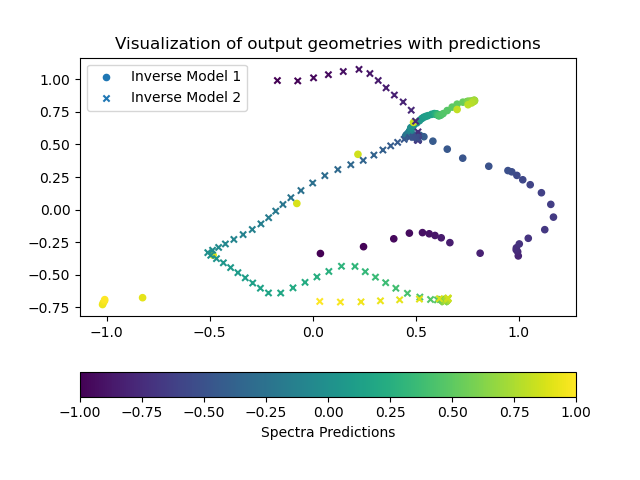 Visualization of output geometries with predictions
Inverse Model 1
Inverse Model 2
1.00
0.75
0.50
0.25
0.00
−0.25
−0.50
−0.75
−1.0 −0.5 0.0 0.5 1.0
−1.00 −0.75 −0.50 −0.25 0.00 0.25 0.50 0.75 1.00
Spectra Predictions